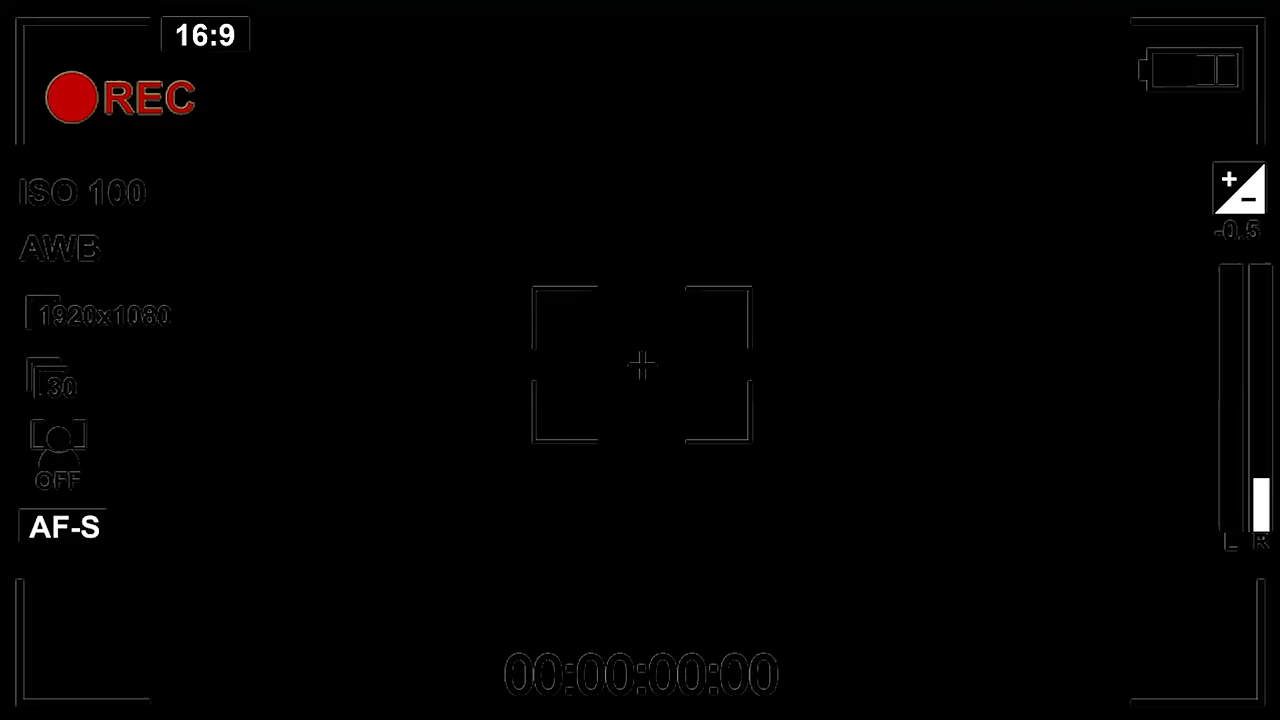 16:9
REC
ISO 100
AWB
+
-
-0.5
1920x1080
30
OFF
AF-S
L R
00:00:00:00